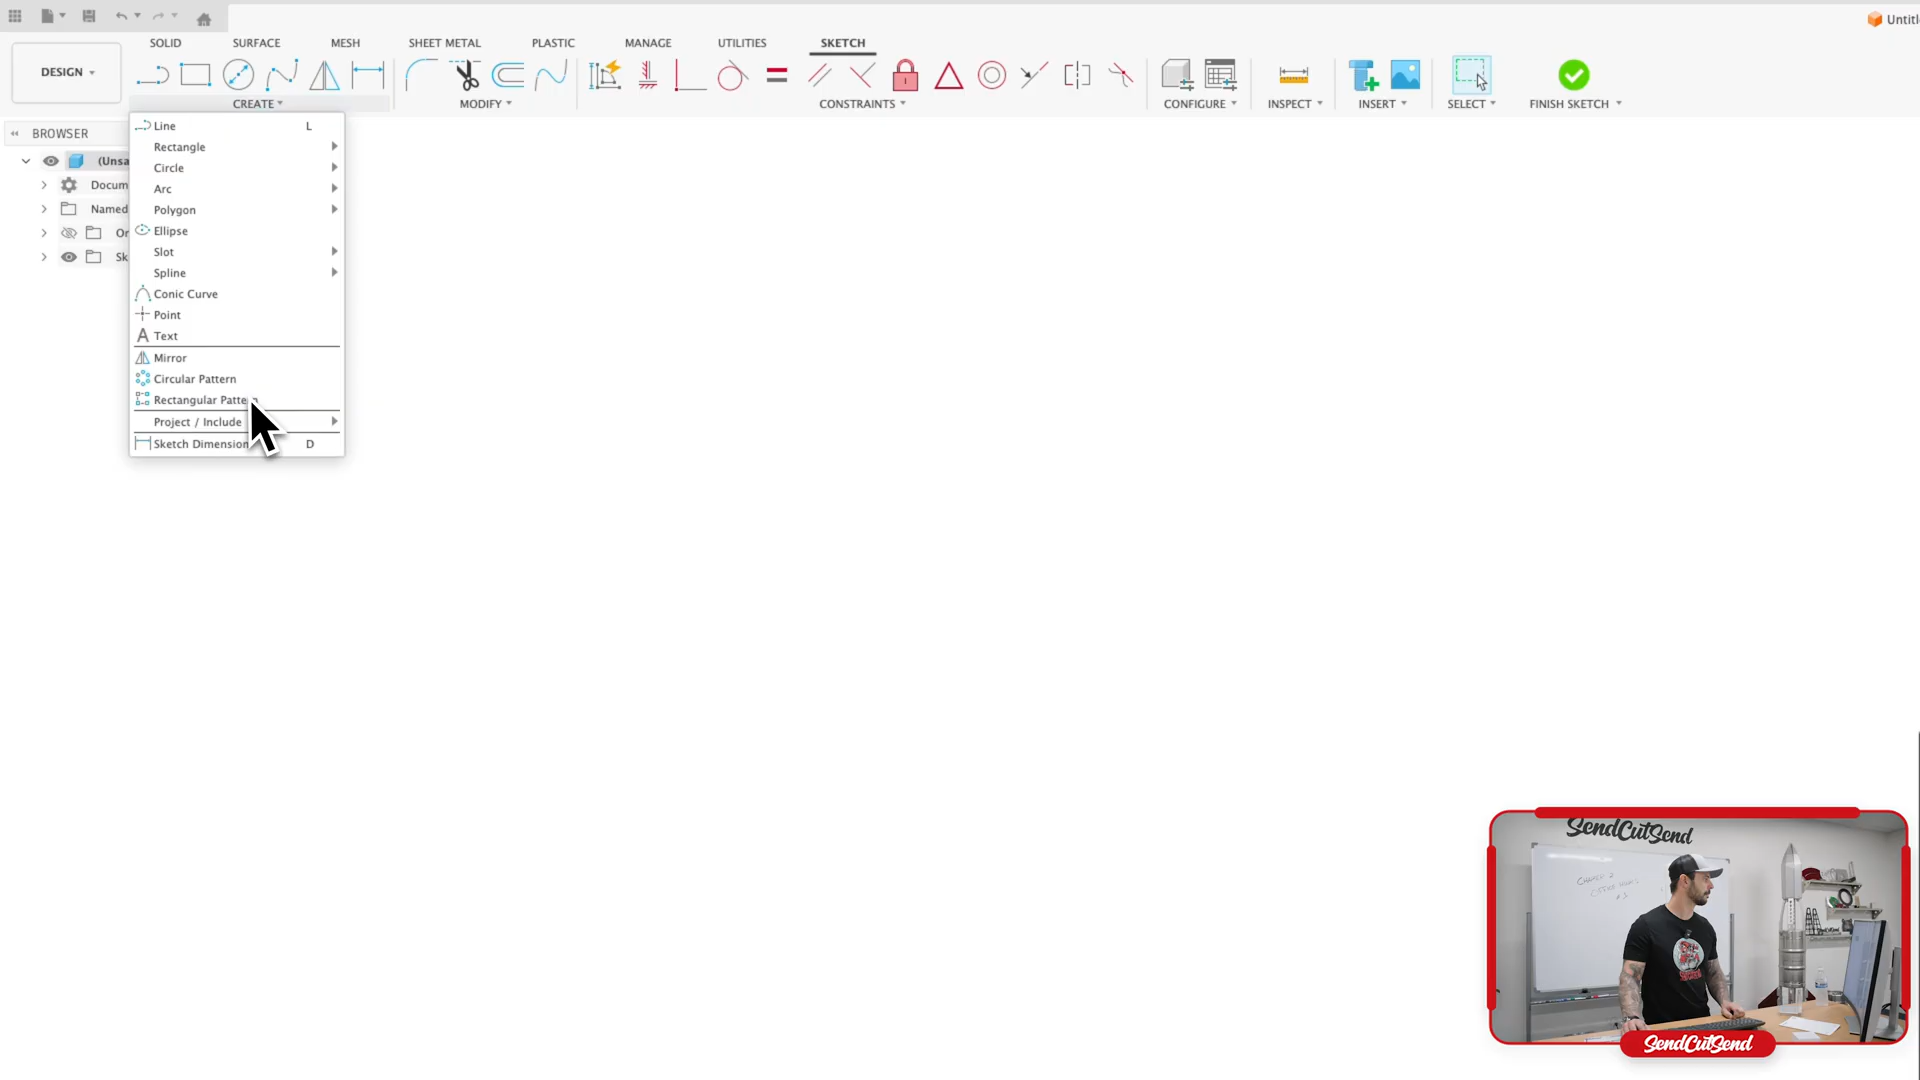 Untitl
SOLID SURFACE MESH SHEET METAL PLASTIC MANAGE UTILITIES SKETCH
DESIGN
CREATE MODIFY CONSTRAINTS CONFIGURE INSPECT INSERT SELECT FINISH SKETCH
BROWSER
(Unsa
Docum
Named
Or
Sk
Line L
Rectangle
Circle
Arc
Polygon
Ellipse
Slot
Spline
Conic Curve
Point
A Text
Mirror
Circular Pattern
Rectangular Pattern
Project / Include
Sketch Dimension D
SendCutSend
SendCutSend